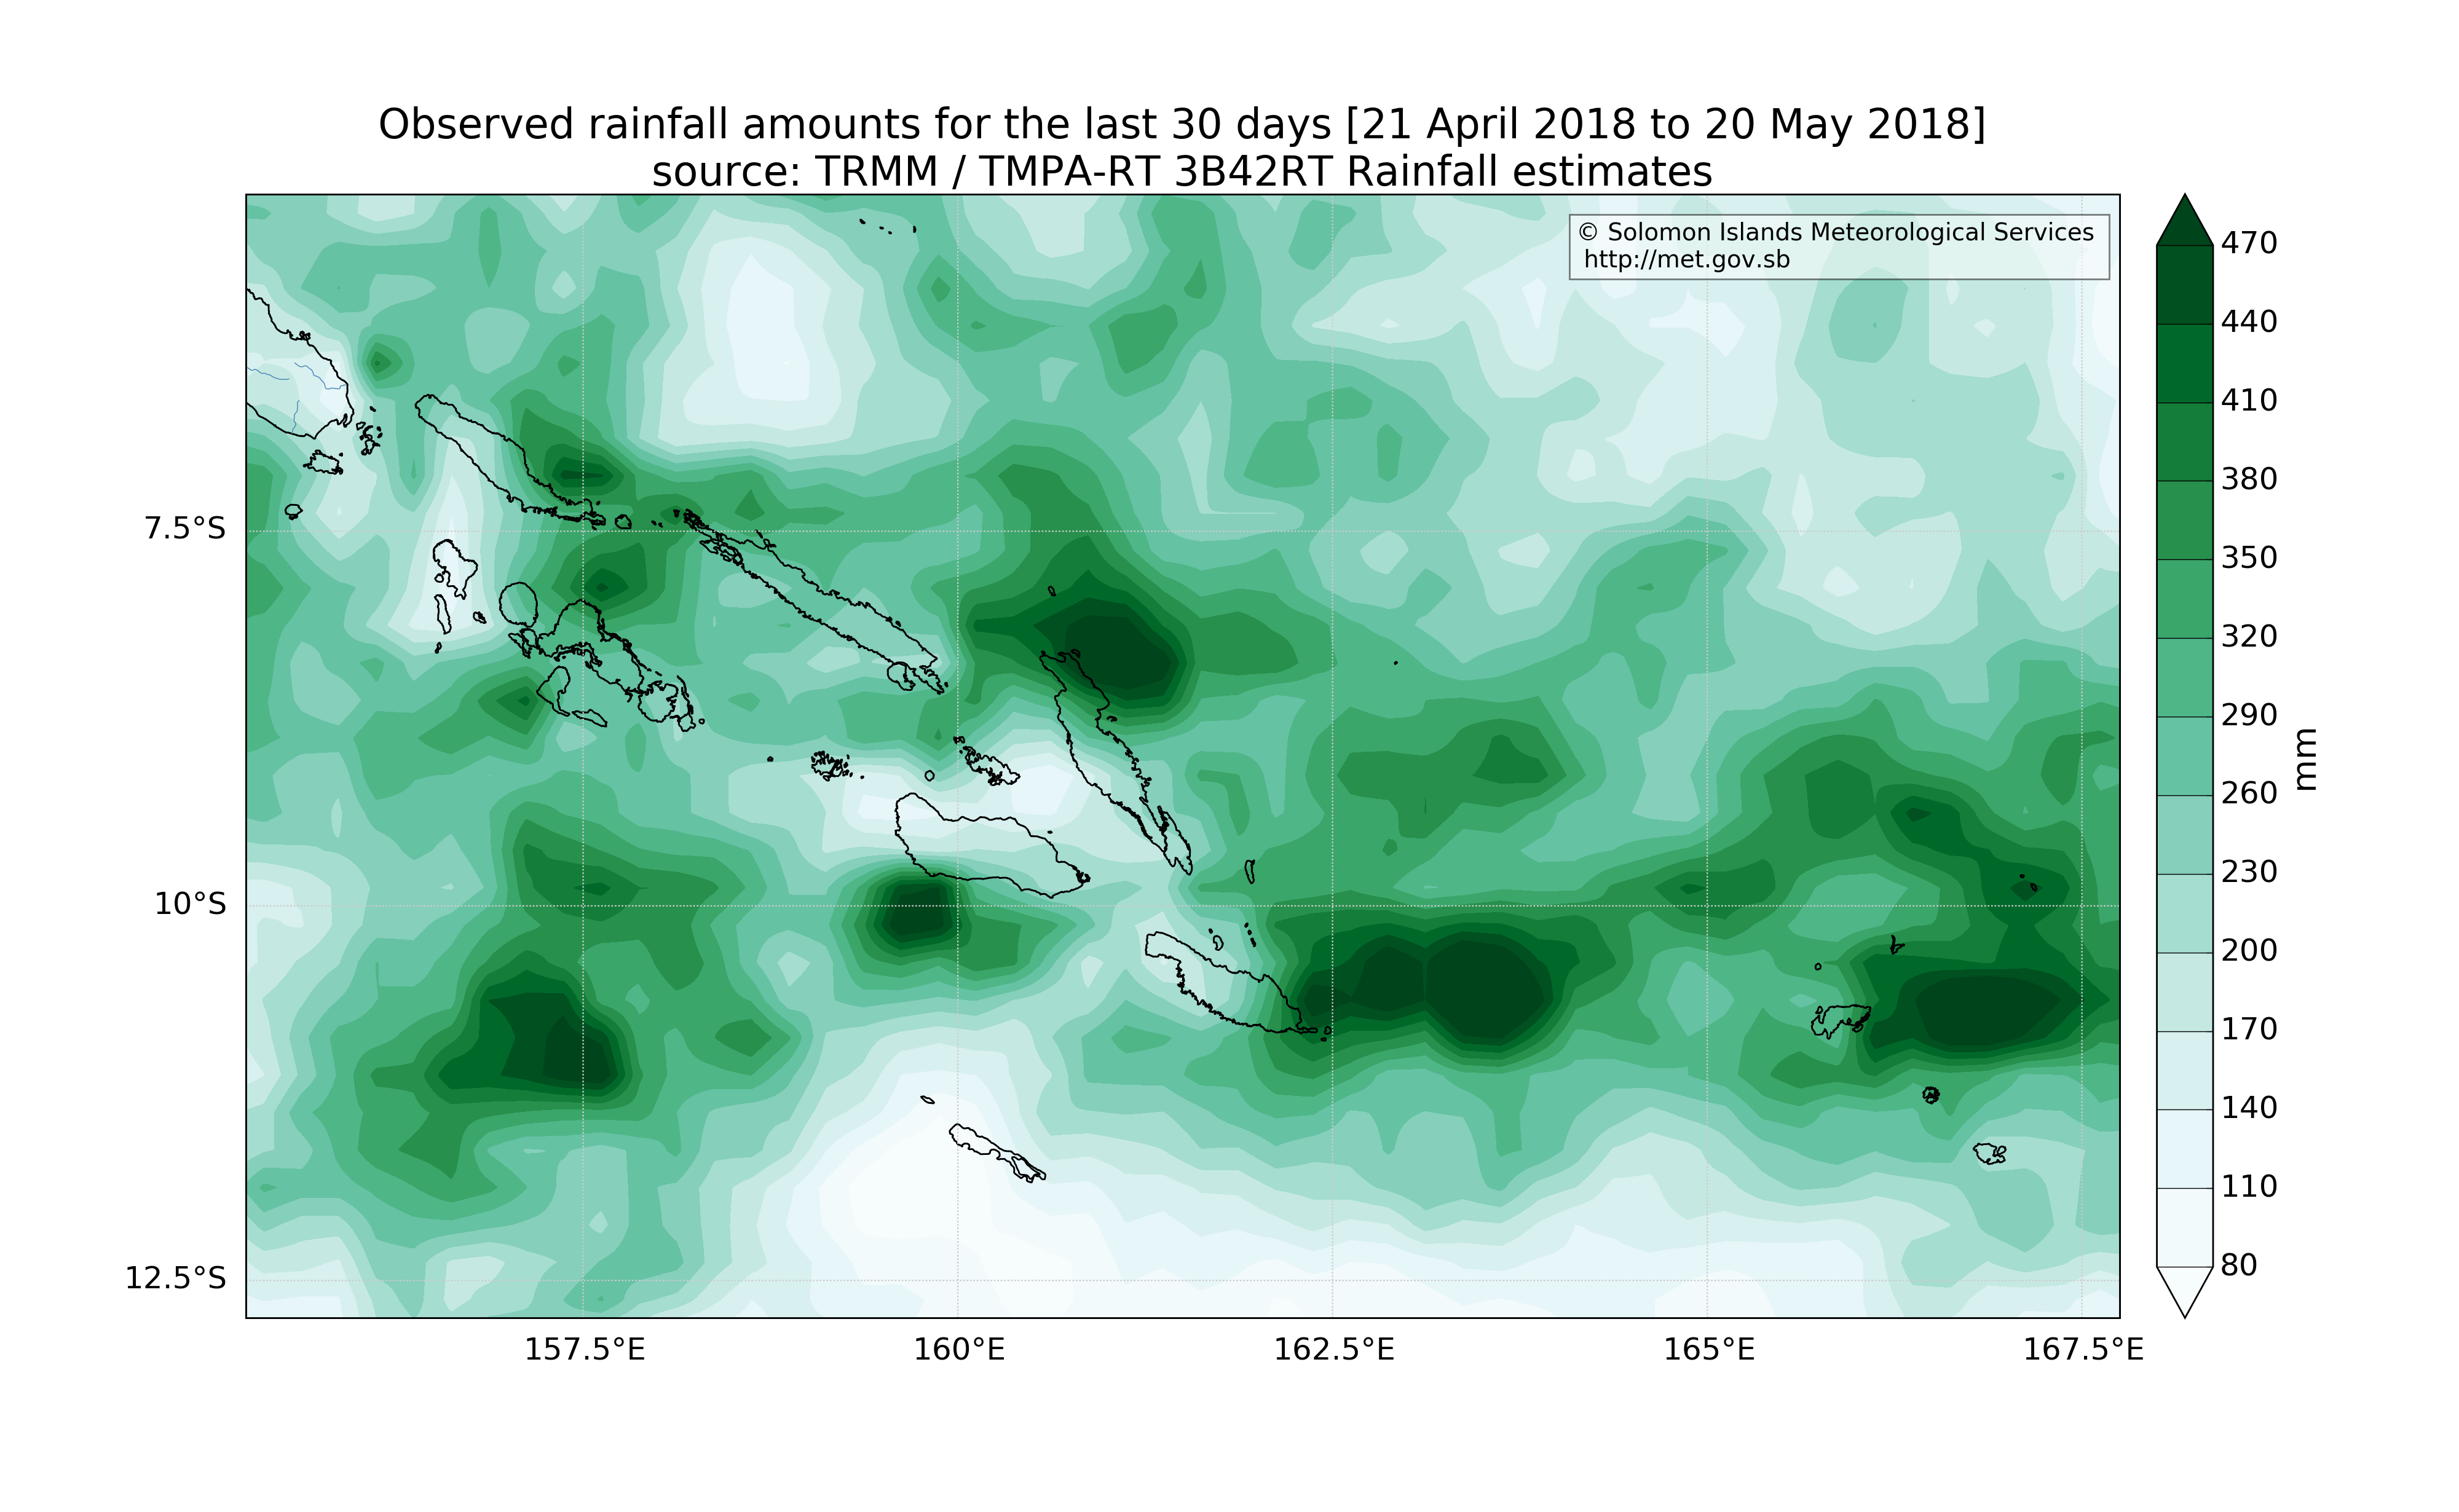 Observed rainfall amounts for the last 30 days [21 April 2018 to 20 May 2018]
source: TRMM / TMPA-RT 3B42RT Rainfall estimates
© Solomon Islands Meteorological Services
http://met.gov.sb
7.5°S
10°S
12.5°S
157.5°E
160°E
162.5°E
165°E
167.5°E
470
440
410
380
350
320
290
260
230
200
170
140
110
80
mm